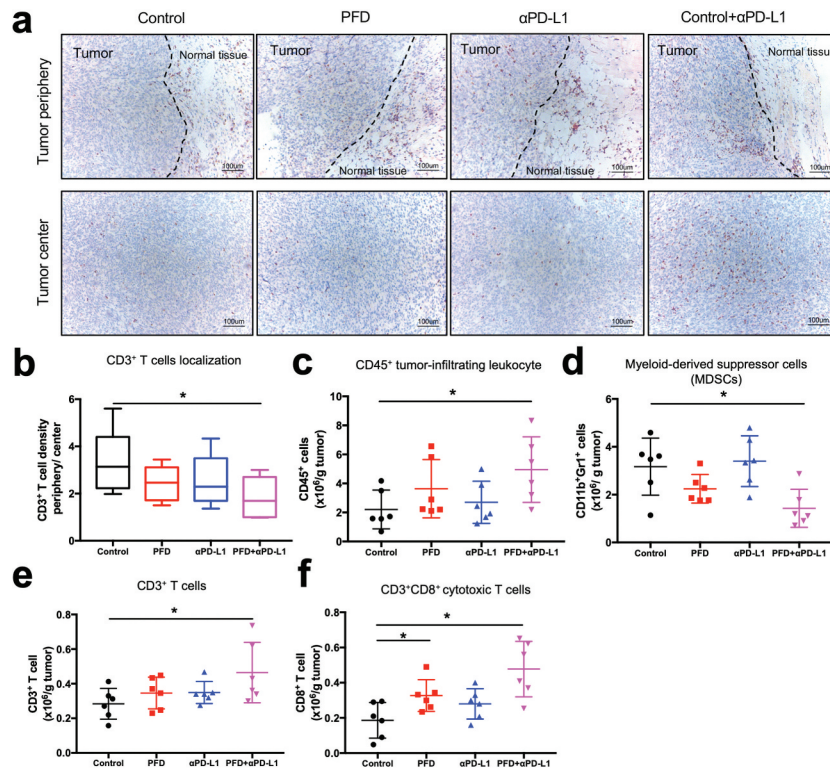 a
Control
PFD
αPD-L1
Control+αPD-L1
Tumor periphery
Tumor
Normal tissue
100um
Tumor
Normal tissue
100um
Tumor
Normal tissue
100um
Tumor
Normal tissue
100um
Tumor center
100um
100um
100um
100um
b
CD3⁺ T cells localization
CD3⁺ T cell density
periphery/ center
6
4
2
0
*
Control
PFD
αPD-L1
PFD+αPD-L1
c
CD45⁺ tumor-infiltrating leukocyte
CD45⁺ cells
(x10⁶/g tumor)
10
8
6
4
2
0
*
Control
PFD
αPD-L1
PFD+αPD-L1
d
Myeloid-derived suppressor cells
(MDSCs)
CD11b⁺Gr1⁺ cells
(x10⁶/ g tumor)
6
4
2
0
*
Control
PFD
αPD-L1
PFD+αPD-L1
e
CD3⁺ T cells
CD3⁺ T cell
(x10⁶/g tumor)
0.8
0.6
0.4
0.2
0.0
*
Control
PFD
αPD-L1
PFD+αPD-L1
f
CD3⁺CD8⁺ cytotoxic T cells
CD8⁺ T cell
(x10⁶/g tumor)
0.8
0.6
0.4
0.2
0.0
*
*
Control
PFD
αPD-L1
PFD+αPD-L1